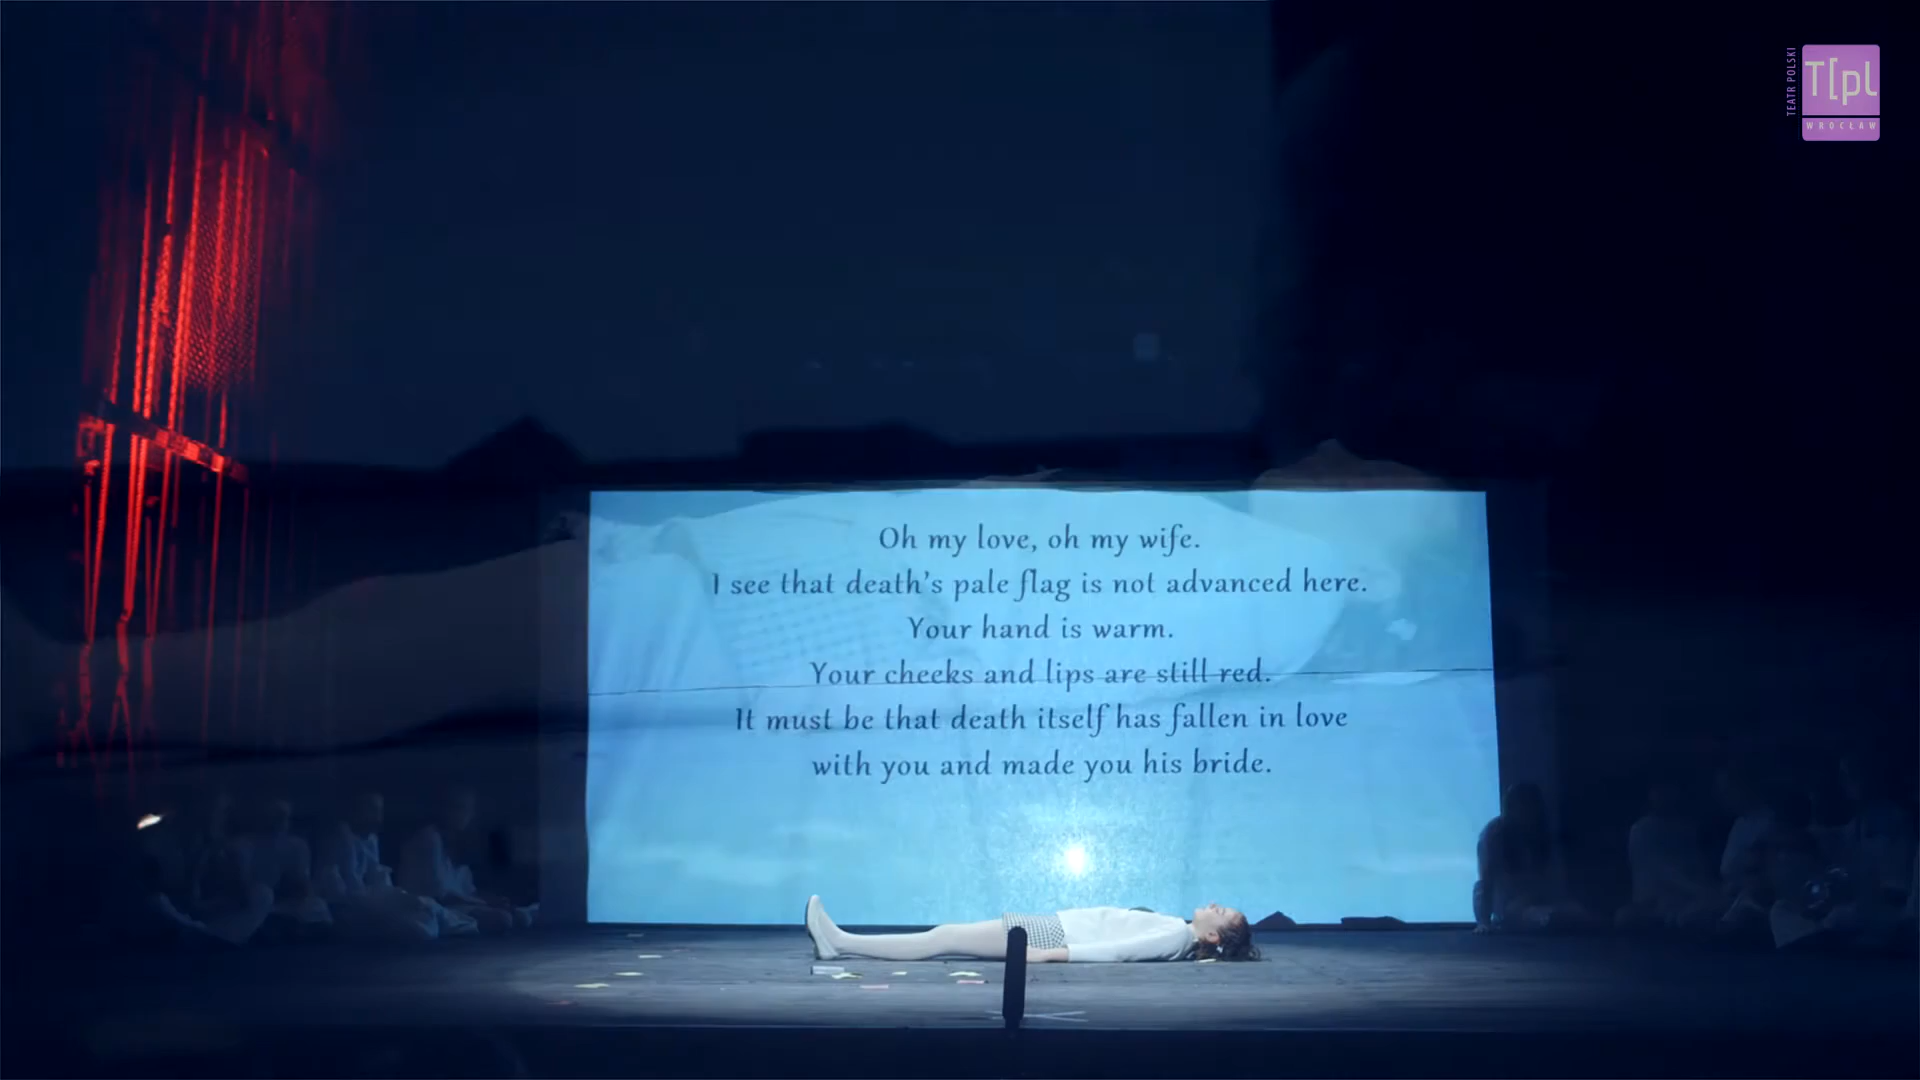 TEATR POLSKI
T[pl
WROCŁAW
Oh my love, oh my wife.
I see that death's pale flag is not advanced here.
Your hand is warm.
Your cheeks and lips are still red.
It must be that death itself has fallen in love
with you and made you his bride.